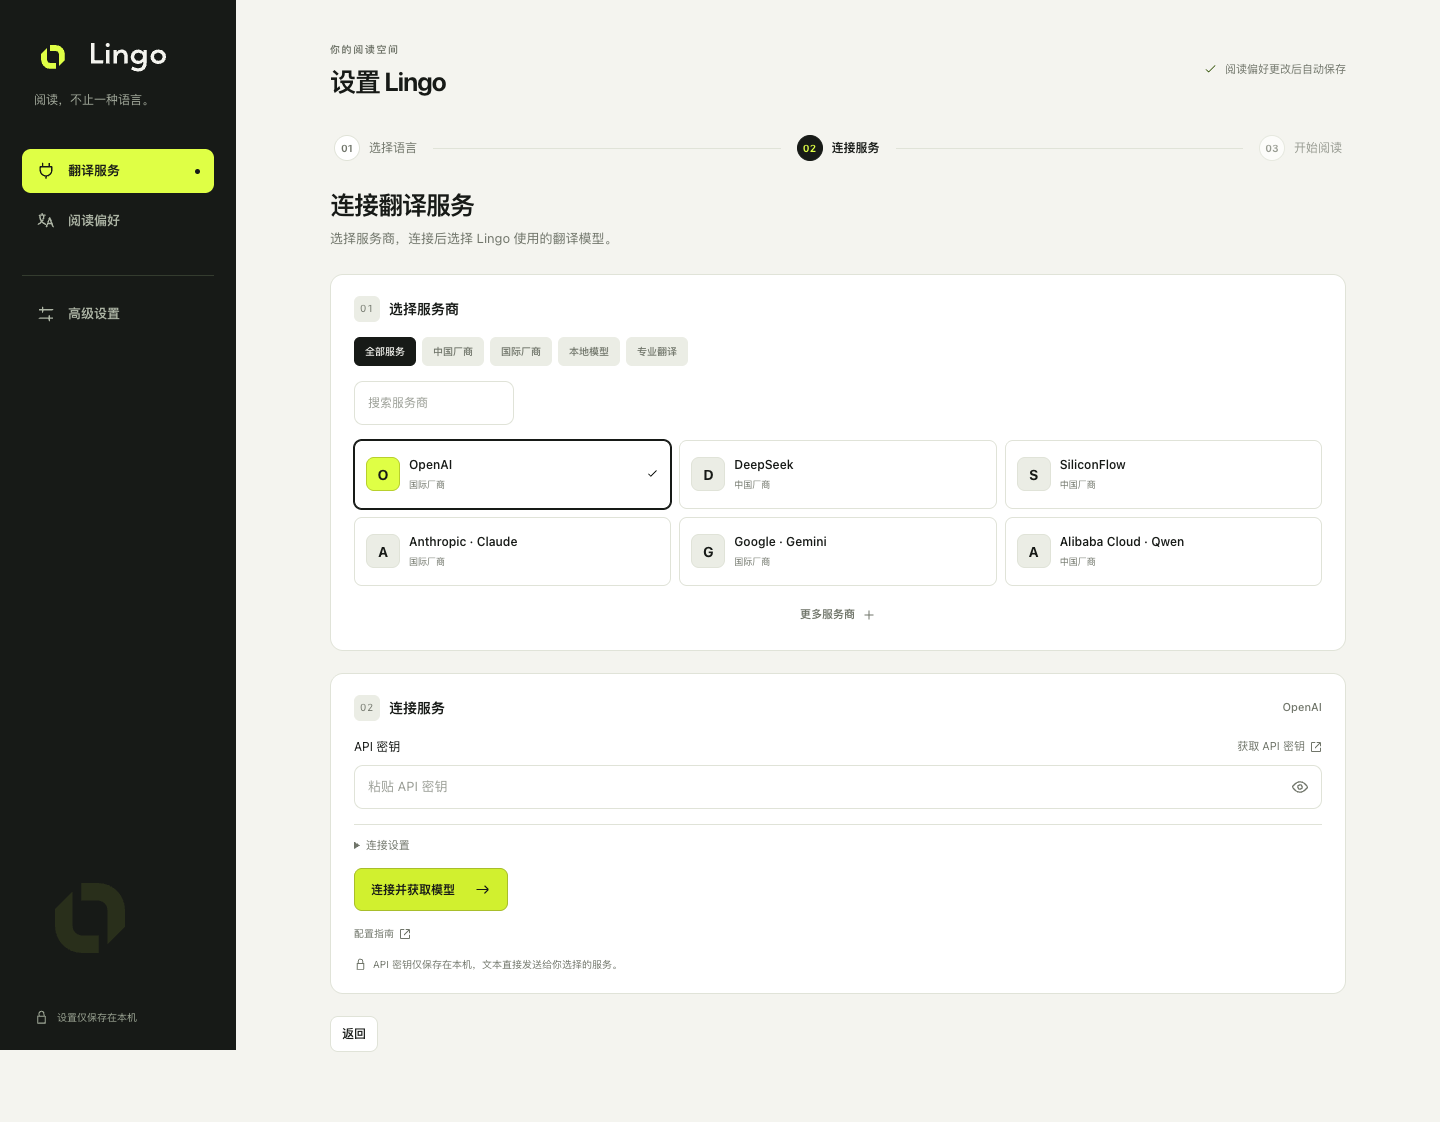 Lingo
阅读，不止一种语言。
翻译服务
阅读偏好
高级设置
设置仅保存在本机
你的阅读空间
设置 Lingo
阅读偏好更改后自动保存
01 选择语言
02 连接服务
03 开始阅读
连接翻译服务
选择服务商，连接后选择 Lingo 使用的翻译模型。
01 选择服务商
全部服务 中国厂商 国际厂商 本地模型 专业翻译
搜索服务商
O OpenAI
国际厂商
D DeepSeek
中国厂商
S SiliconFlow
中国厂商
A Anthropic · Claude
国际厂商
G Google · Gemini
国际厂商
A Alibaba Cloud · Qwen
中国厂商
更多服务商
02 连接服务
OpenAI
API 密钥
获取 API 密钥
粘贴 API 密钥
连接设置
连接并获取模型
配置指南
API 密钥仅保存在本机，文本直接发送给你选择的服务。
返回